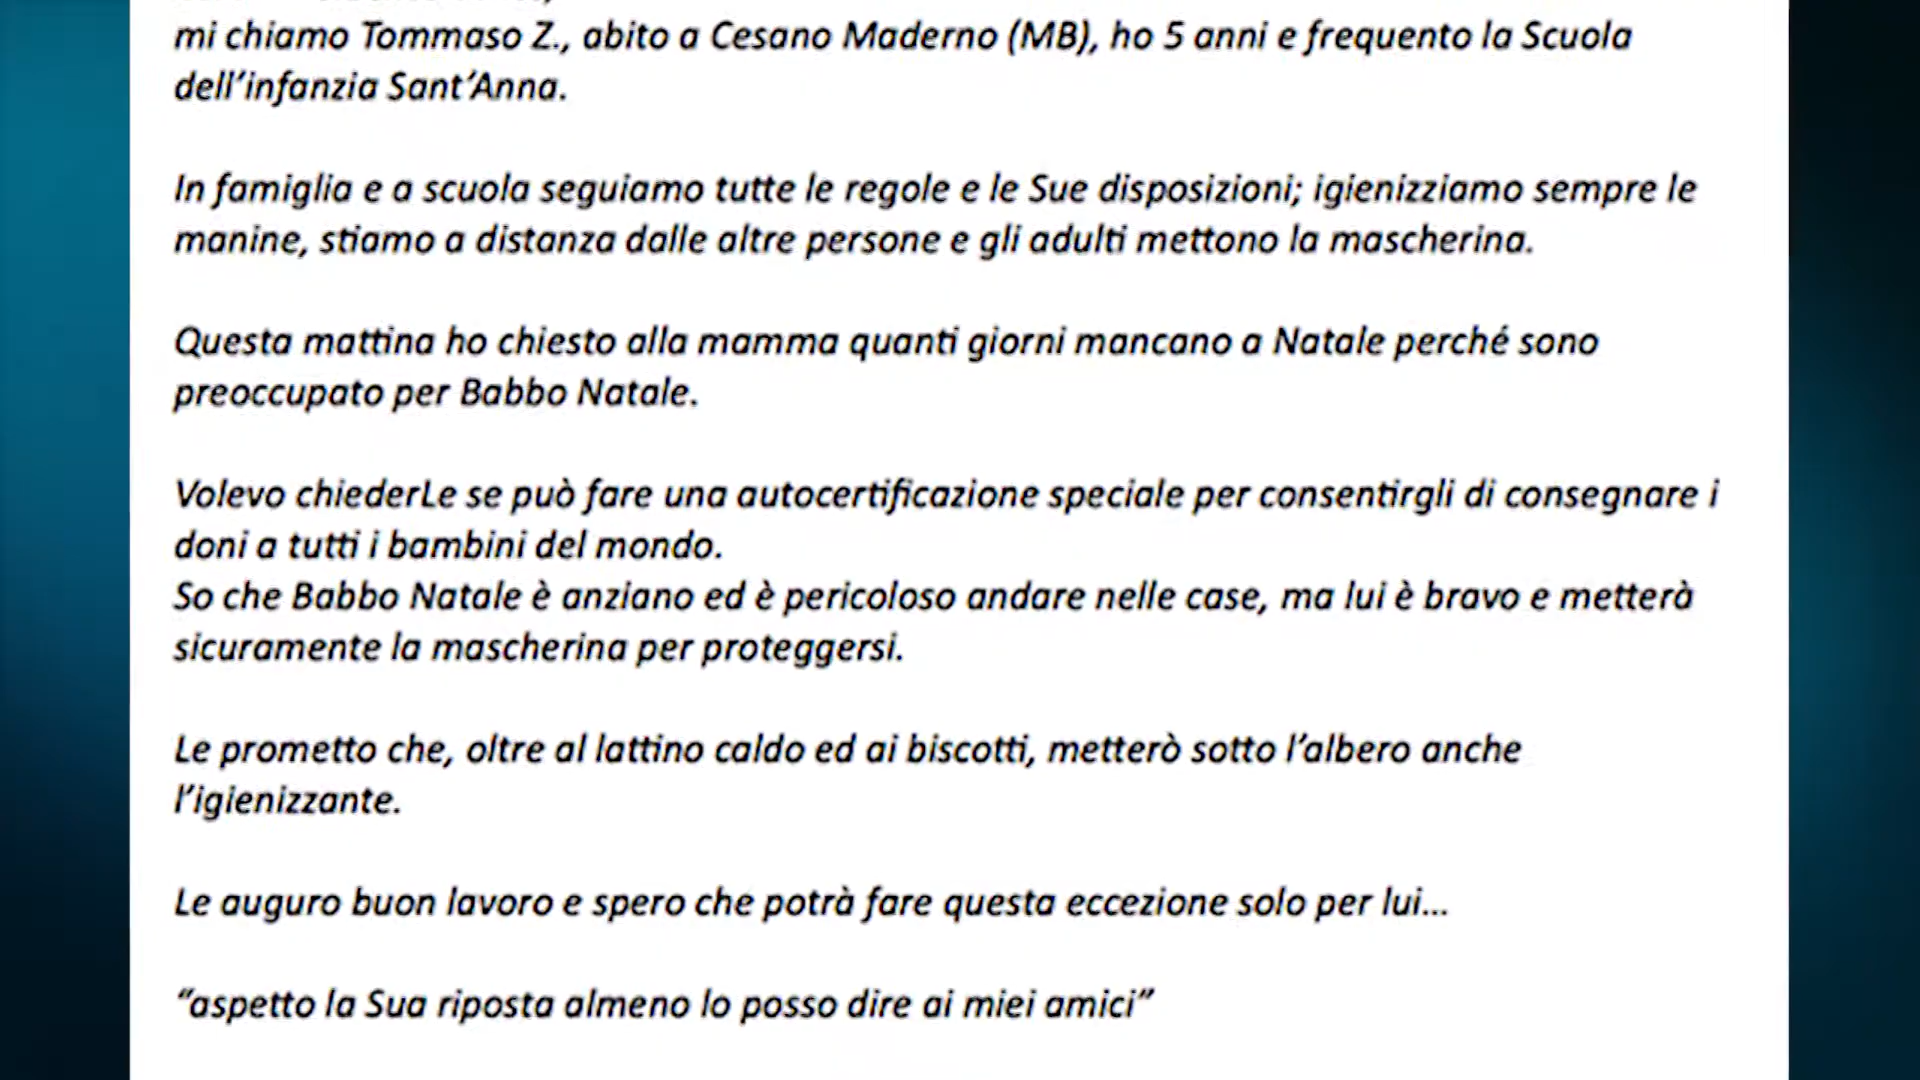 mi chiamo Tommaso Z., abito a Cesano Maderno (MB), ho 5 anni e frequento la Scuola
dell’infanzia Sant’Anna.
In famiglia e a scuola seguiamo tutte le regole e le Sue disposizioni; igienizziamo sempre le
manine, stiamo a distanza dalle altre persone e gli adulti mettono la mascherina.
Questa mattina ho chiesto alla mamma quanti giorni mancano a Natale perché sono
preoccupato per Babbo Natale.
Volevo chiederLe se può fare una autocertificazione speciale per consentirgli di consegnare i
doni a tutti i bambini del mondo.
So che Babbo Natale è anziano ed è pericoloso andare nelle case, ma lui è bravo e metterà
sicuramente la mascherina per proteggersi.
Le prometto che, oltre al lattino caldo ed ai biscotti, metterò sotto l’albero anche
l’igienizzante.
Le auguro buon lavoro e spero che potrà fare questa eccezione solo per lui...
“aspetto la Sua riposta almeno lo posso dire ai miei amici”